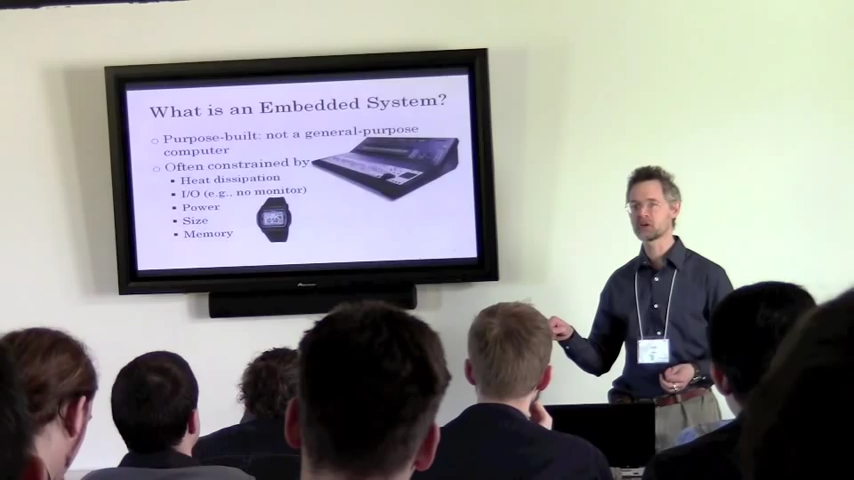 What is an Embedded System?
Purpose-built: not a general-purpose
computer
Often constrained by
Heat dissipation
I/O (e.g., no monitor)
Power
Size
Memory